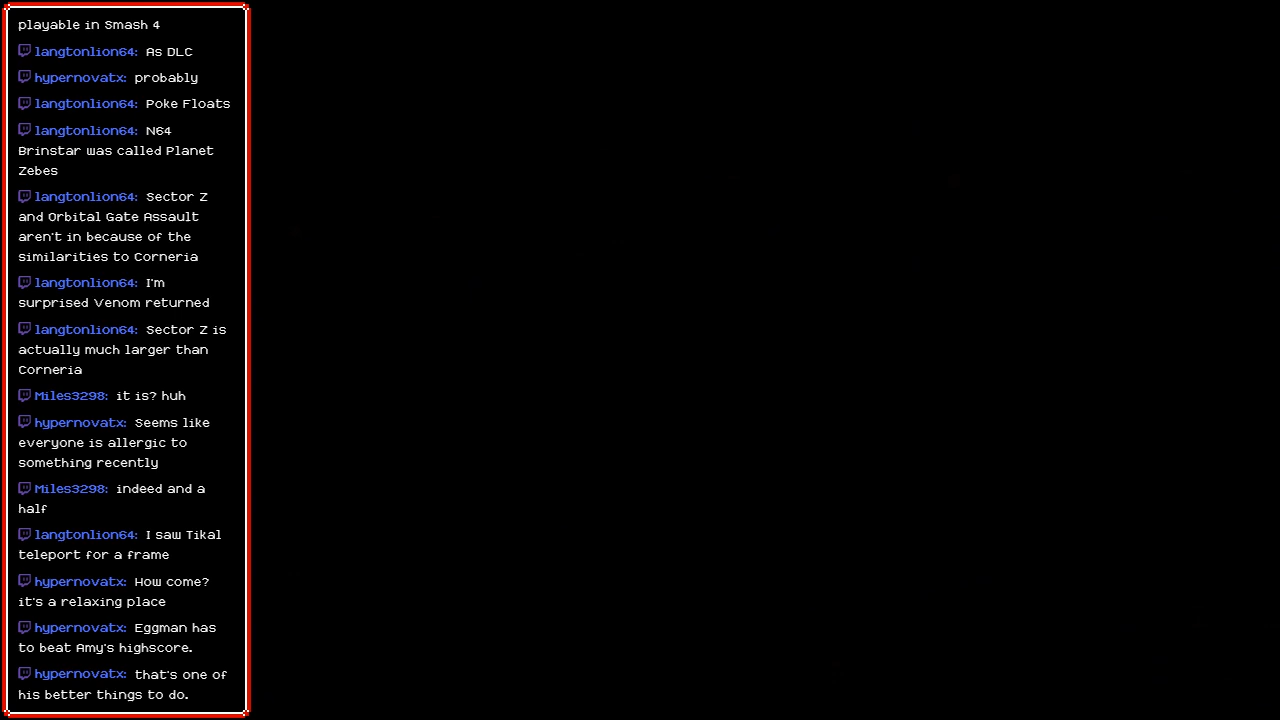 playable in Smash 4
langtonlion64: As DLC
hypernovatx: probably
langtonlion64: Poke Floats
langtonlion64: N64
Brinstar was called Planet
Zebes
langtonlion64: Sector Z
and Orbital Gate Assault
aren't in because of the
similarities to Corneria
langtonlion64: I'm
surprised Venom returned
langtonlion64: Sector Z is
actually much larger than
Corneria
Miles3298: it is? huh
hypernovatx: Seems like
everyone is allergic to
something recently
Miles3298: indeed and a
half
langtonlion64: I saw Tikal
teleport for a frame
hypernovatx: How come?
it's a relaxing place
hypernovatx: Eggman has
to beat Amy's highscore.
hypernovatx: that's one of
his better things to do.